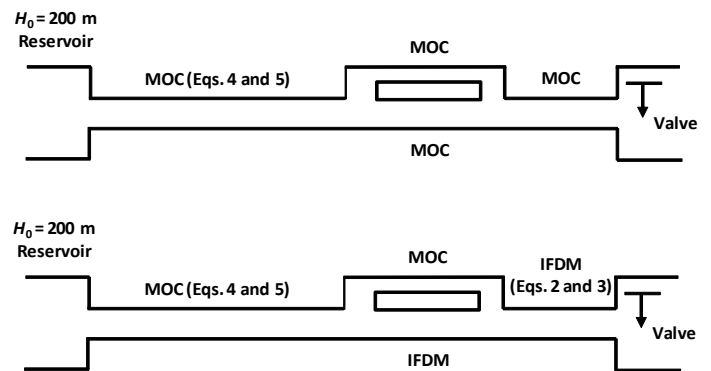 H₀ = 200 m
Reservoir
MOC (Eqs. 4 and 5)
MOC
MOC
Valve
MOC
H₀ = 200 m
Reservoir
MOC (Eqs. 4 and 5)
MOC
IFDM
(Eqs. 2 and 3)
Valve
IFDM